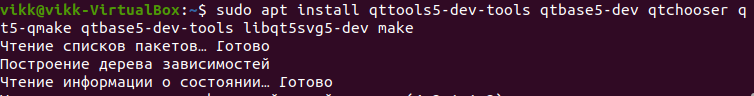 vikk@vikk-VirtualBox:~$ sudo apt install qttools5-dev-tools qtbase5-dev qtchooser q
t5-qmake qtbase5-dev-tools libqt5svg5-dev make
Чтение списков пакетов… Готово
Построение дерева зависимостей
Чтение информации о состоянии… Готово